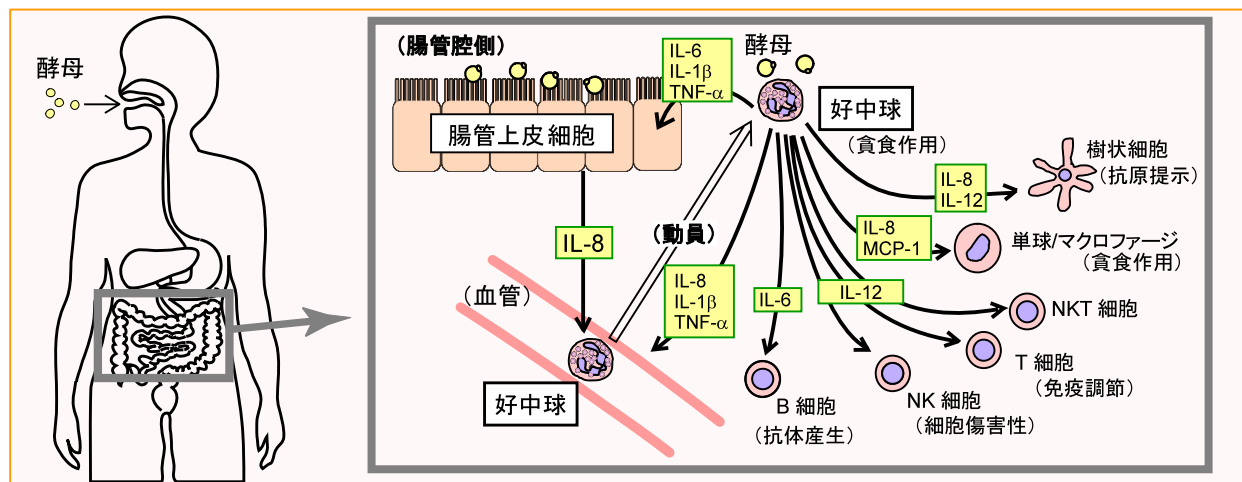 酵母
(腸管腔側)
IL-6
IL-1β
TNF-α
酵母
腸管上皮細胞
好中球
(貪食作用)
樹状細胞
(抗原提示)
IL-8
IL-12
IL-8
MCP-1
単球/マクロファージ
(貪食作用)
IL-8
(動員)
(血管)
IL-8
IL-1β
TNF-α
IL-6
IL-12
NKT 細胞
T 細胞
(免疫調節)
好中球
B 細胞
(抗体産生)
NK 細胞
(細胞傷害性)